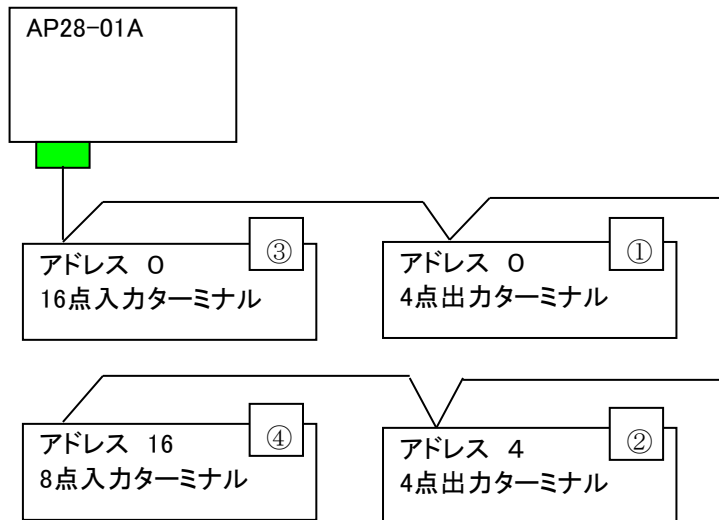 AP28-01A
アドレス 0
③
16点入力ターミナル
アドレス 0
①
4点出力ターミナル
アドレス 16
④
8点入力ターミナル
アドレス 4
②
4点出力ターミナル